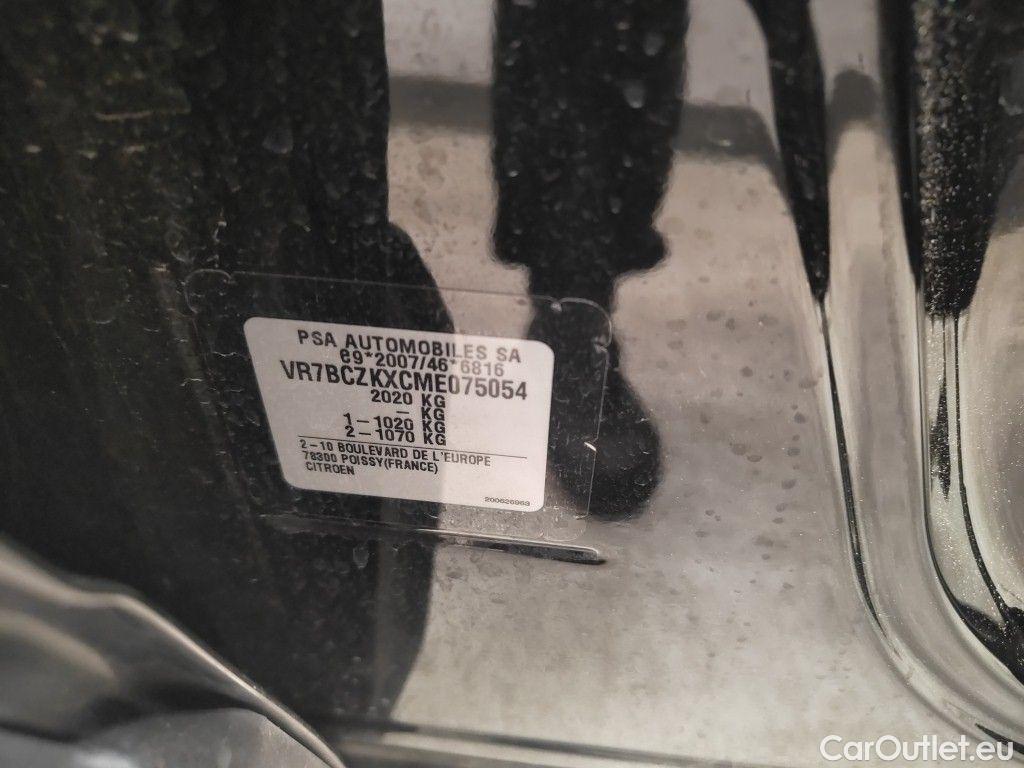 PSA AUTOMOBILES SA
e9*2007/46*6816
VR7BCZKXCME075054
2020 KG
– KG
1–1020 KG
2–1070 KG
2–10 BOULEVARD DE L'EUROPE
78300 POISSY(FRANCE)
CITROEN
200626963
CarOutlet.eu